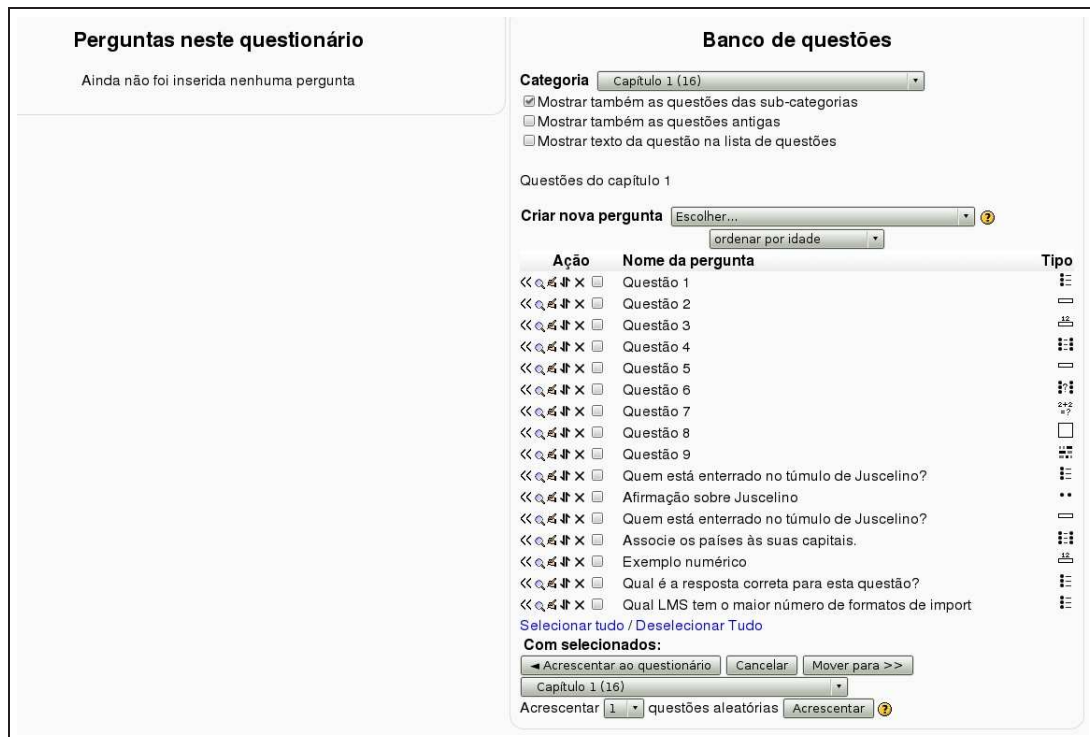 Perguntas neste questionário
Ainda não foi inserida nenhuma pergunta
Banco de questões
Categoria Capítulo 1 (16)
Mostrar também as questões das sub-categorias
Mostrar também as questões antigas
Mostrar texto da questão na lista de questões
Questões do capítulo 1
Criar nova pergunta Escolher... ?
ordenar por idade
Ação Nome da pergunta Tipo
Questão 1
Questão 2
Questão 3 12
Questão 4
Questão 5
Questão 6 ?
Questão 7 2+2 =?
Questão 8
Questão 9
Quem está enterrado no túmulo de Juscelino?
Afirmação sobre Juscelino
Quem está enterrado no túmulo de Juscelino?
Associe os países às suas capitais.
Exemplo numérico 12
Qual é a resposta correta para esta questão?
Qual LMS tem o maior número de formatos de import
Selecionar tudo / Deselecionar Tudo
Com selecionados:
◄ Acrescentar ao questionário Cancelar Mover para >>
Capítulo 1 (16)
Acrescentar 1 questões aleatórias Acrescentar ?